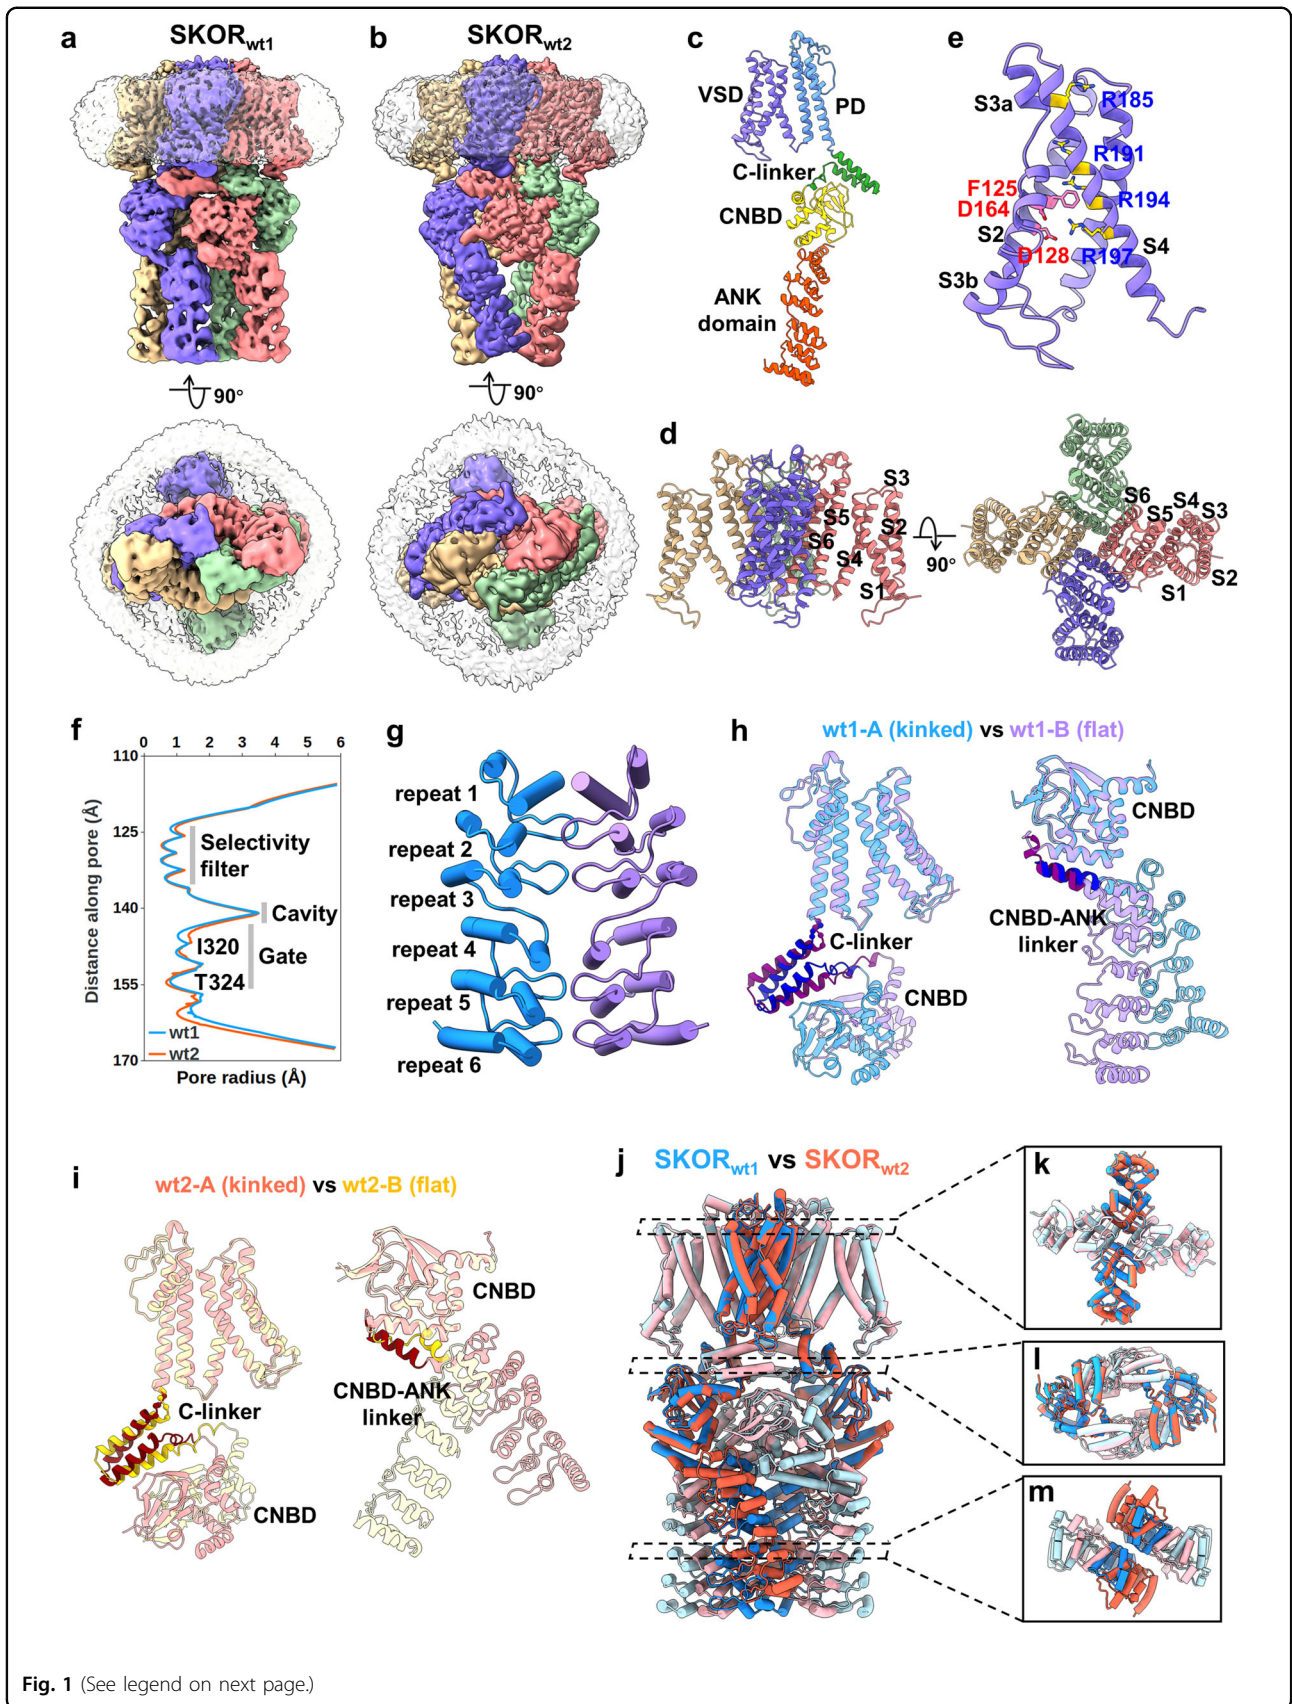 a
SKORwt1
b
SKORwt2
90°
90°
c
VSD
PD
C-linker
CNBD
ANK
domain
e
S3a
R185
R191
F125
D164
R194
S2
D128
R197
S4
S3b
d
S3
S5
S2
S6
S4
S1
90°
S6
S5
S4
S3
S2
S1
f
0 1 2 3 4 5 6
110
125
140
155
170
Distance along pore (Å)
Selectivity
filter
Cavity
I320
Gate
T324
wt1
wt2
Pore radius (Å)
g
repeat 1
repeat 2
repeat 3
repeat 4
repeat 5
repeat 6
h
wt1-A (kinked) vs wt1-B (flat)
C-linker
CNBD
CNBD
CNBD-ANK
linker
i
wt2-A (kinked) vs wt2-B (flat)
C-linker
CNBD
CNBD
CNBD-ANK
linker
j
SKORwt1 vs SKORwt2
k
l
m
Fig. 1 (See legend on next page.)